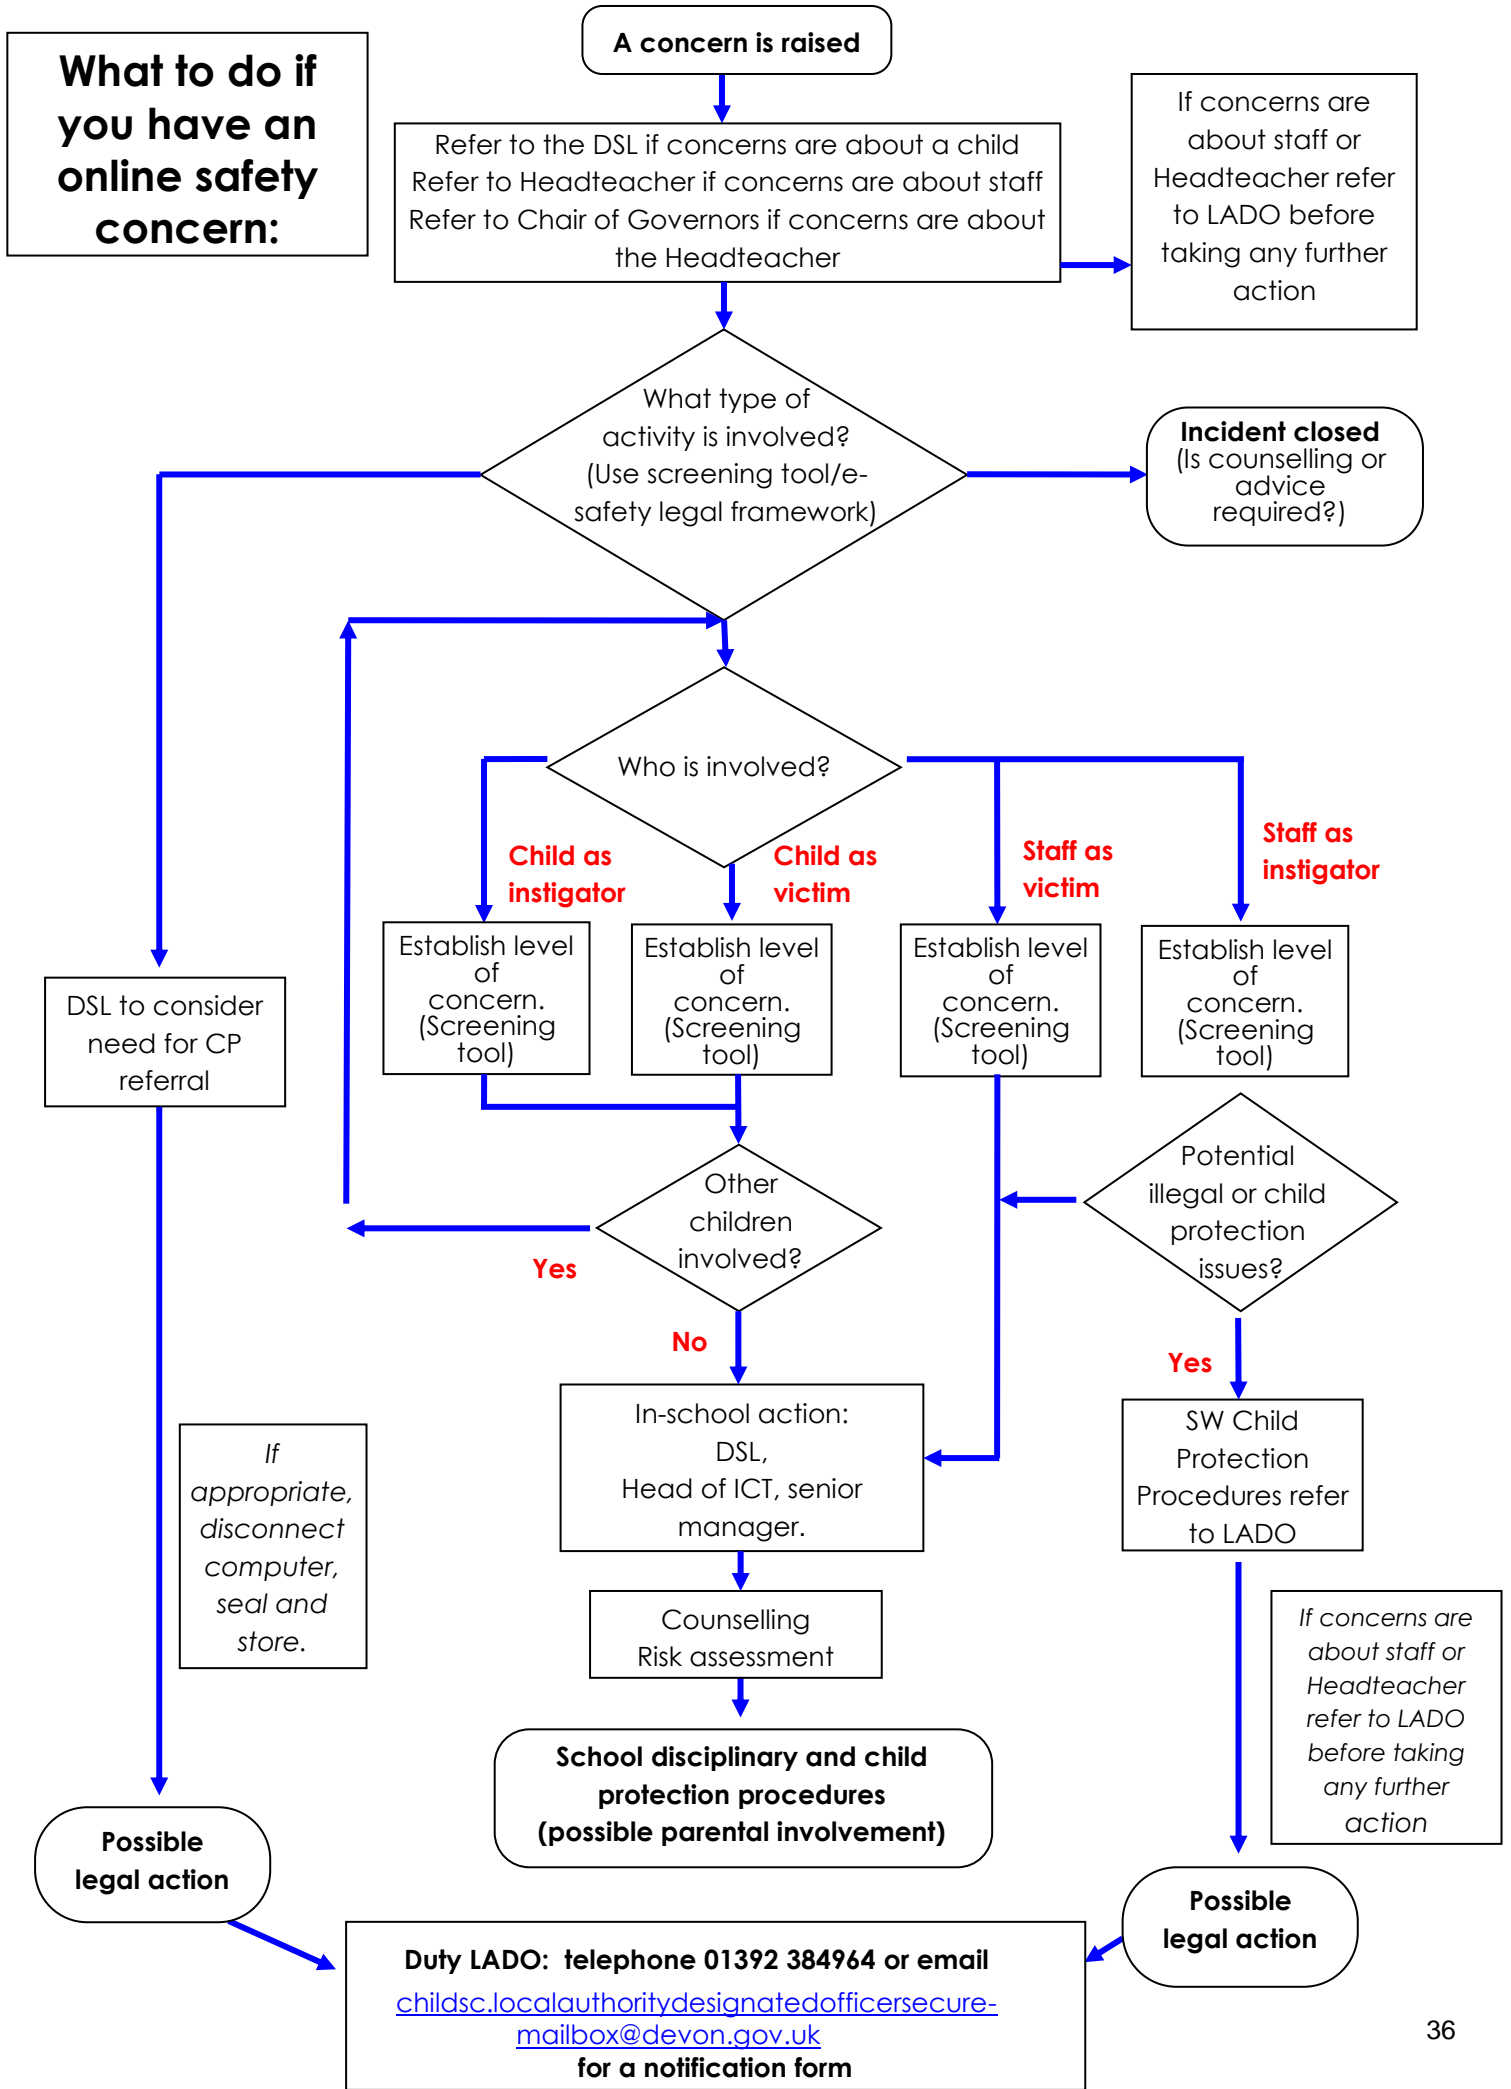 What to do if
you have an
online safety
concern:
A concern is raised
Refer to the DSL if concerns are about a child
Refer to Headteacher if concerns are about staff
Refer to Chair of Governors if concerns are about
the Headteacher
If concerns are
about staff or
Headteacher refer
to LADO before
taking any further
action
What type of
activity is involved?
(Use screening tool/e-
safety legal framework)
Incident closed
(Is counselling or
advice
required?)
Who is involved?
Child as
instigator
Child as
victim
Staff as
victim
Staff as
instigator
Establish level
of
concern.
(Screening
tool)
Establish level
of
concern.
(Screening
tool)
Establish level
of
concern.
(Screening
tool)
Establish level
of
concern.
(Screening
tool)
DSL to consider
need for CP
referral
Other
children
involved?
Yes
No
Potential
illegal or child
protection
issues?
Yes
In-school action:
DSL,
Head of ICT, senior
manager.
SW Child
Protection
Procedures refer
to LADO
If
appropriate,
disconnect
computer,
seal and
store.
Counselling
Risk assessment
If concerns are
about staff or
Headteacher
refer to LADO
before taking
any further
action
School disciplinary and child
protection procedures
(possible parental involvement)
Possible
legal action
Possible
legal action
Duty LADO:  telephone 01392 384964 or email
childsc.localauthoritydesignatedofficersecure-
mailbox@devon.gov.uk
for a notification form
36